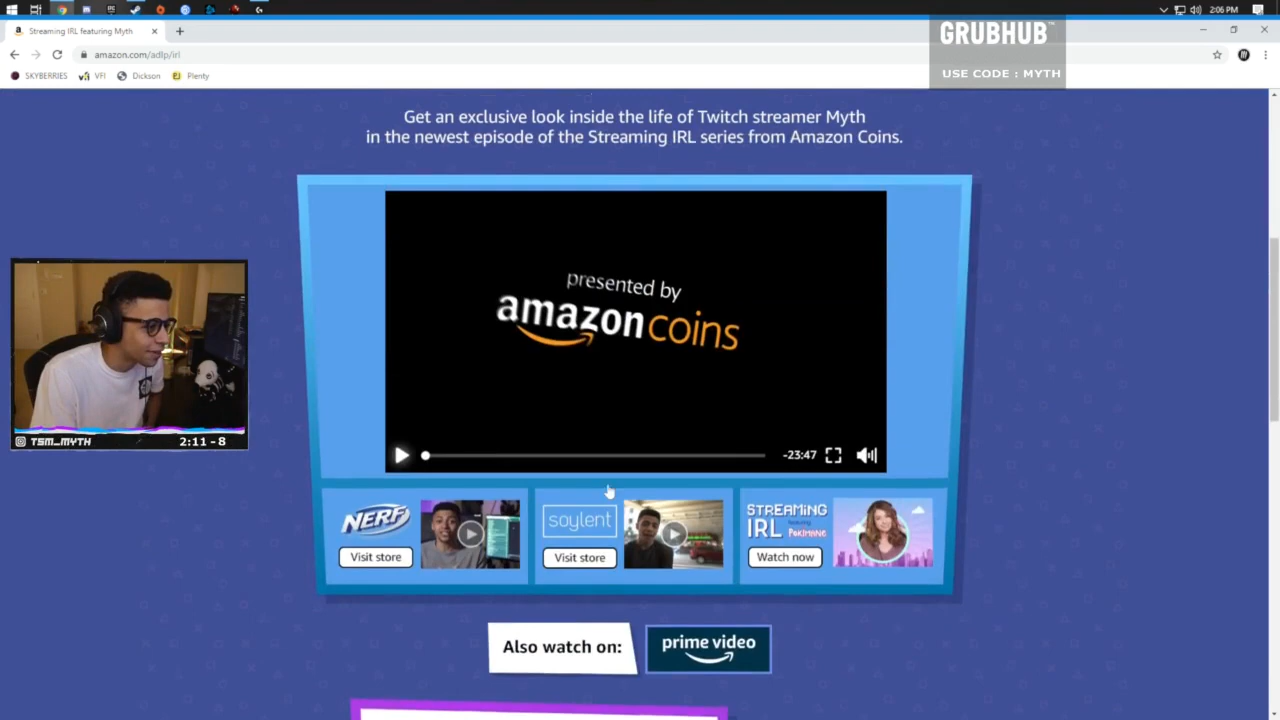 2:06 PM
Streaming IRL featuring Myth
amazon.com/adlp/irl
SKYBERRIES
VFI
Dickson
Plenty
GRUBHUB™
USE CODE : MYTH
Get an exclusive look inside the life of Twitch streamer Myth
in the newest episode of the Streaming IRL series from Amazon Coins.
presented by
amazon coins
-23:47
TSM_MYTH
2:11 - 8
NERF
Visit store
soylent
Visit store
STREAMING
IRL featuring POKIMANE
Watch now
Also watch on:
prime video